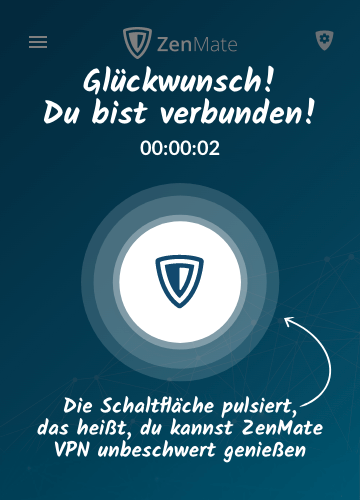 ZenMate
Glückwunsch!
Du bist verbunden!
00:00:02
Die Schaltfläche pulsiert,
das heißt, du kannst ZenMate
VPN unbeschwert genießen